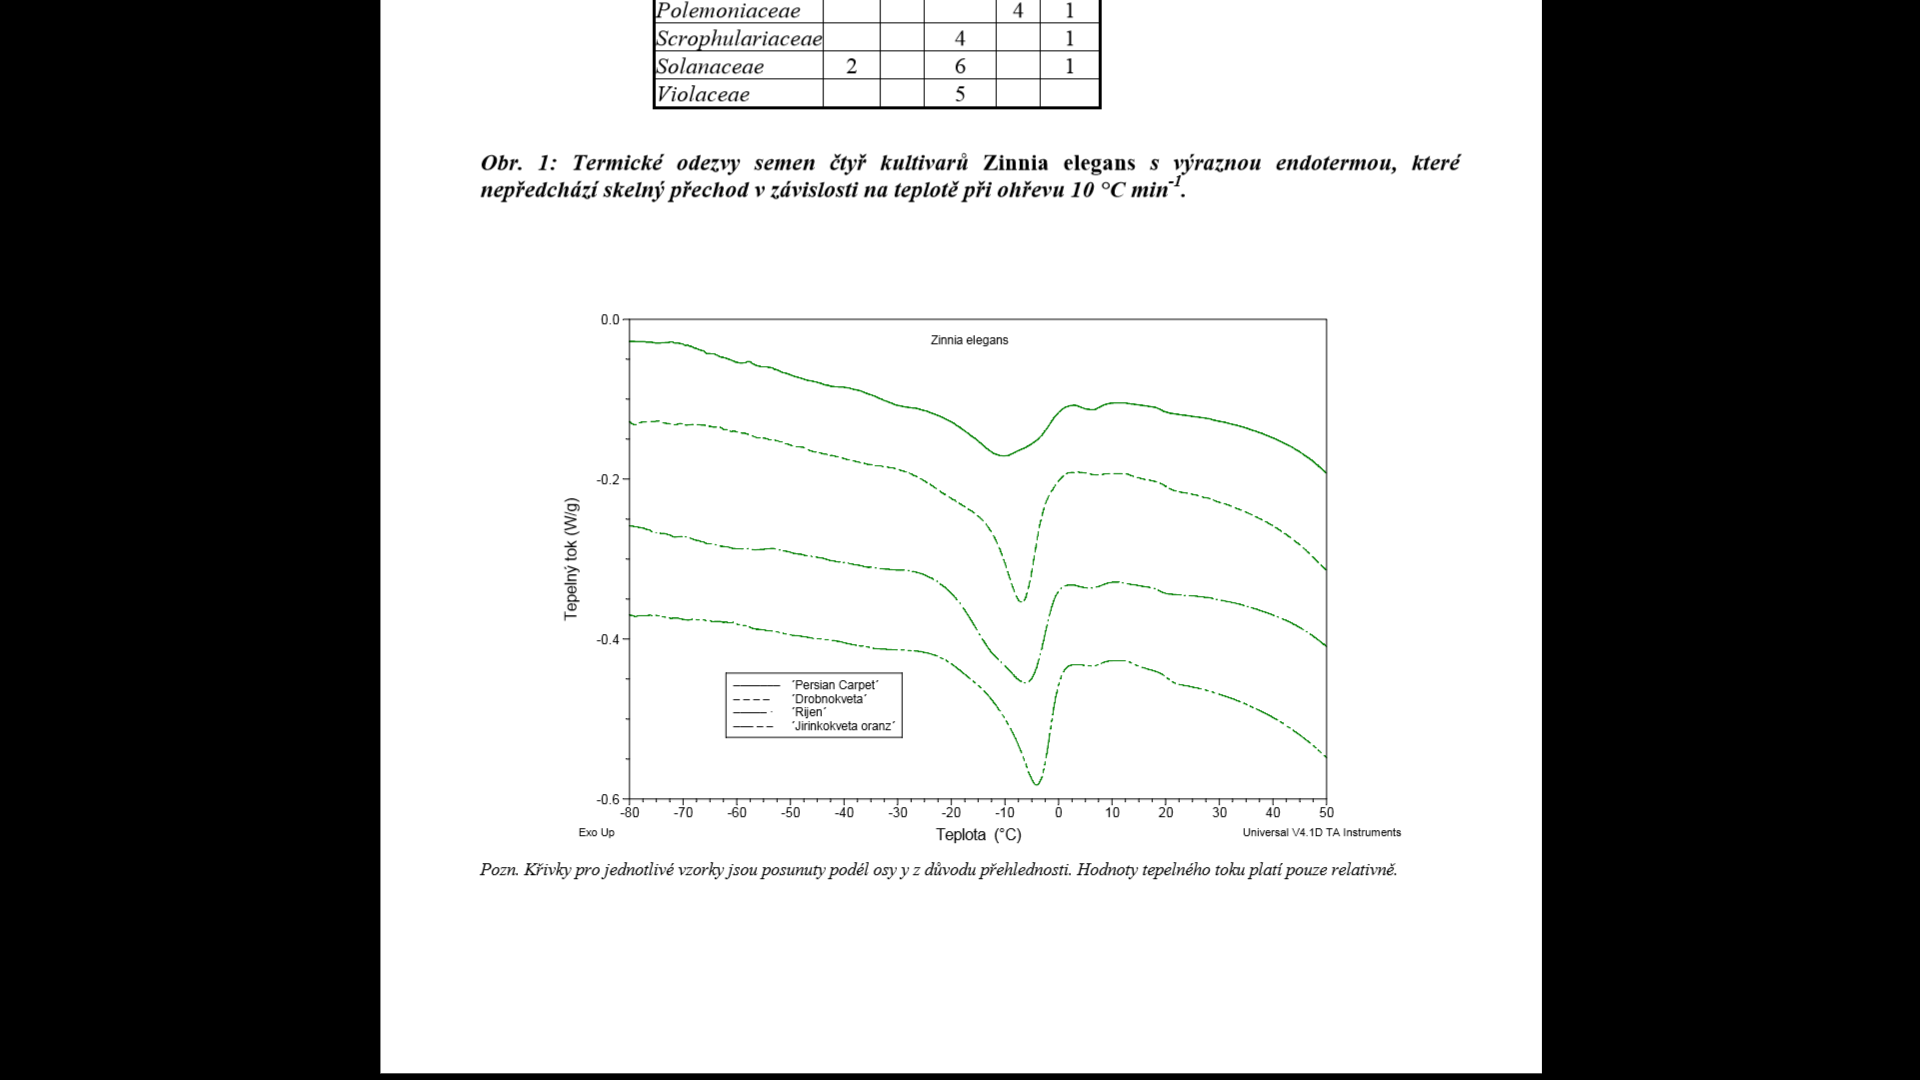 Polemoniaceae 4 1
Scrophulariaceae 4 1
Solanaceae 2 6 1
Violaceae 5
Obr. 1: Termické odezvy semen čtyř kultivarů Zinnia elegans s výraznou endotermou, které
nepředchází skelný přechod v závislosti na teplotě při ohřevu 10 °C min⁻¹.
Zinnia elegans
0.0
-0.2
-0.4
-0.6
Tepelný tok (W/g)
´Persian Carpet´
´Drobnokveta´
´Rijen´
´Jirinkokveta oranz´
-80 -70 -60 -50 -40 -30 -20 -10 0 10 20 30 40 50
Exo Up Teplota (°C) Universal V4.1D TA Instruments
Pozn. Křivky pro jednotlivé vzorky jsou posunuty podél osy y z důvodu přehlednosti. Hodnoty tepelného toku platí pouze relativně.